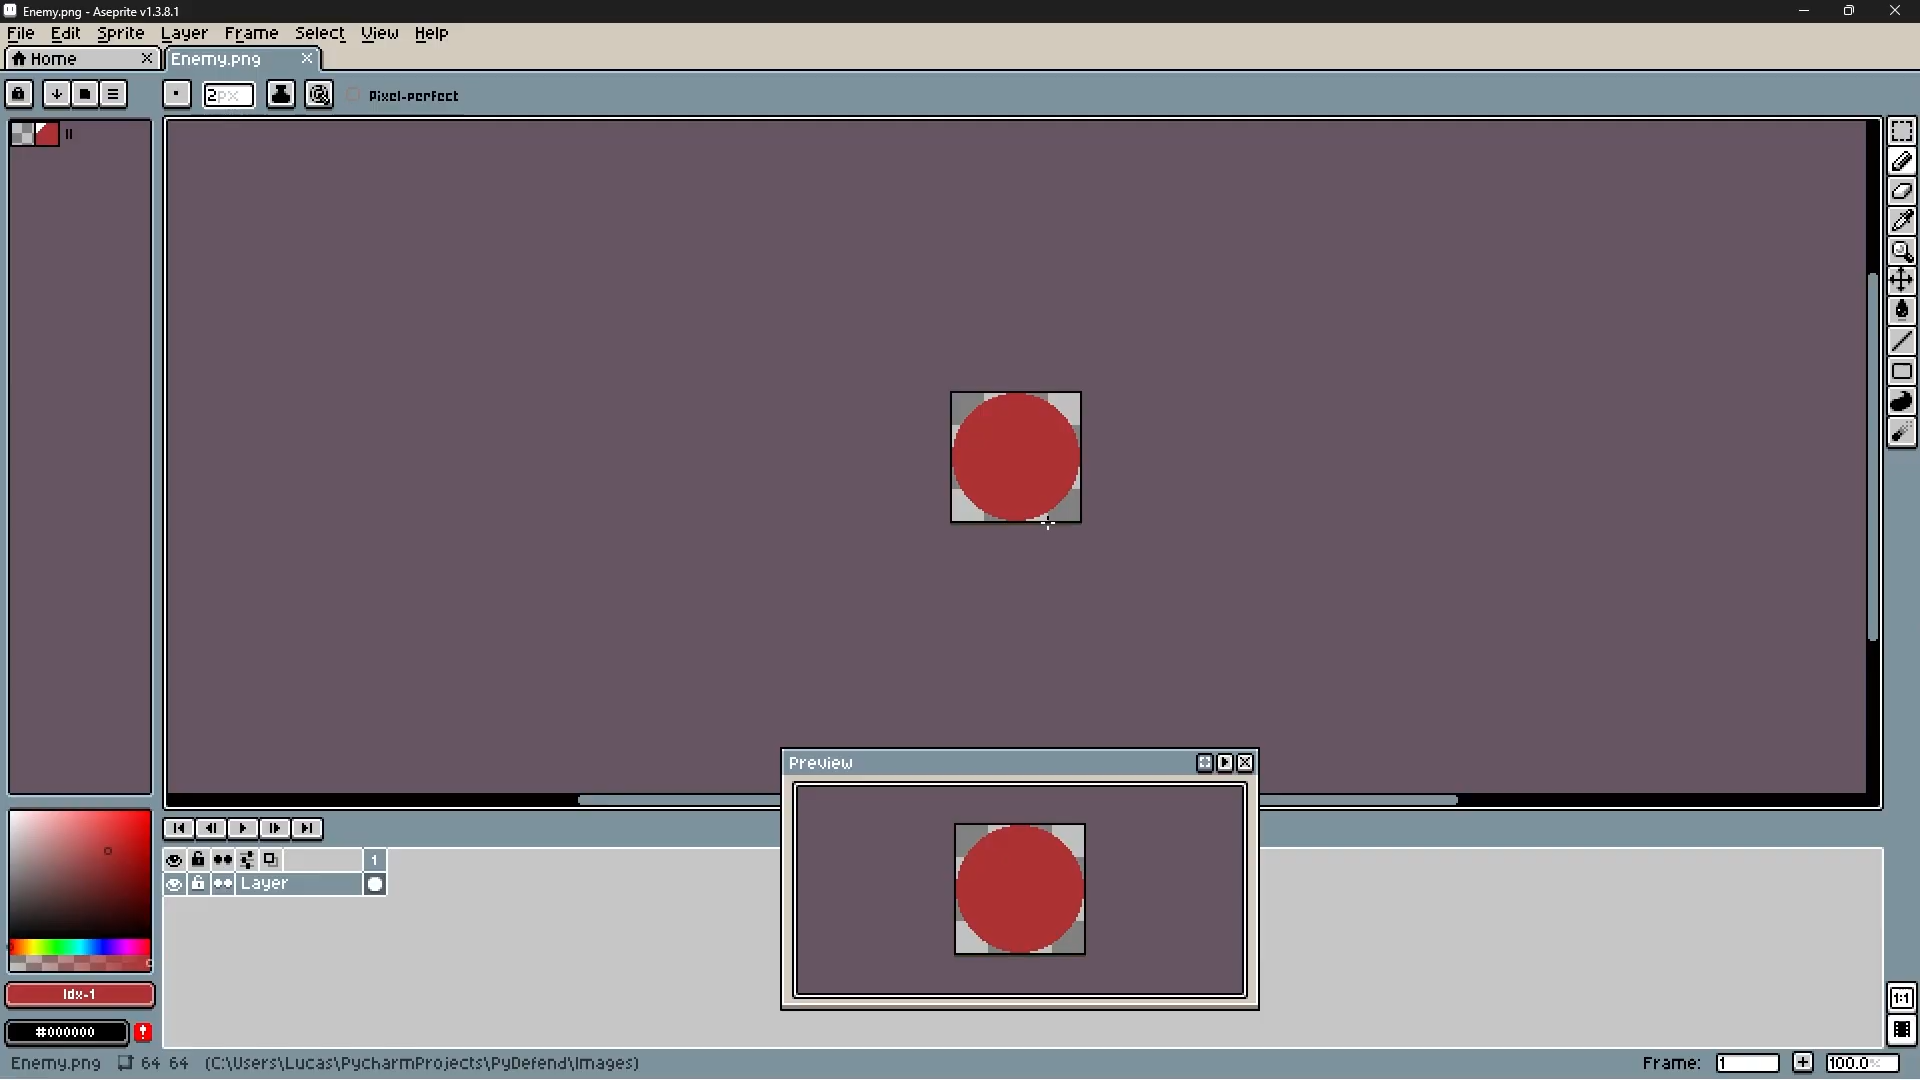 Enemy.png - Aseprite v1.3.8.1
File Edit Sprite Layer Frame Select View Help
Home Enemy.png
2px Pixel-perfect
Preview
1
Layer
Idx-1
#000000
1:1
Enemy.png 64 64 (C:\Users\Lucas\PycharmProjects\PyDefend\Images) Frame: 1 100.0%